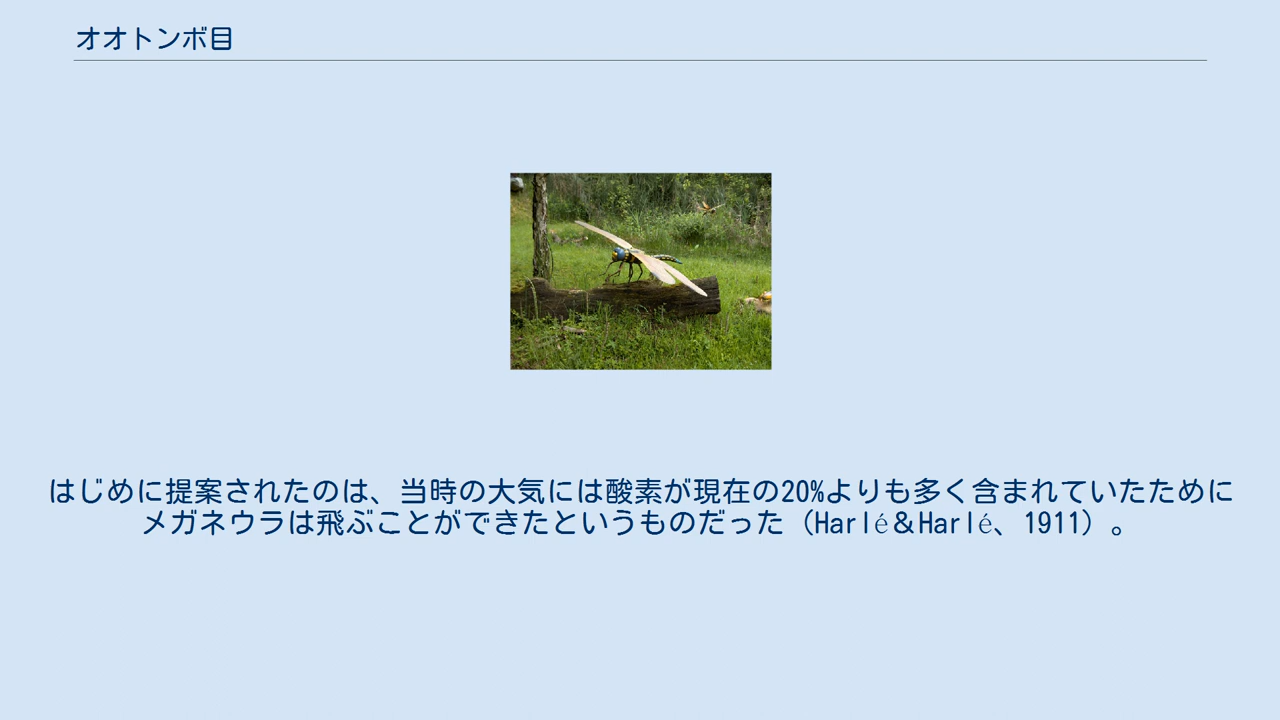 オオトンボ目
はじめに提案されたのは、当時の大気には酸素が現在の20%よりも多く含まれていたために
メガネウラは飛ぶことができたというものだった（Harlé＆Harlé、1911）。